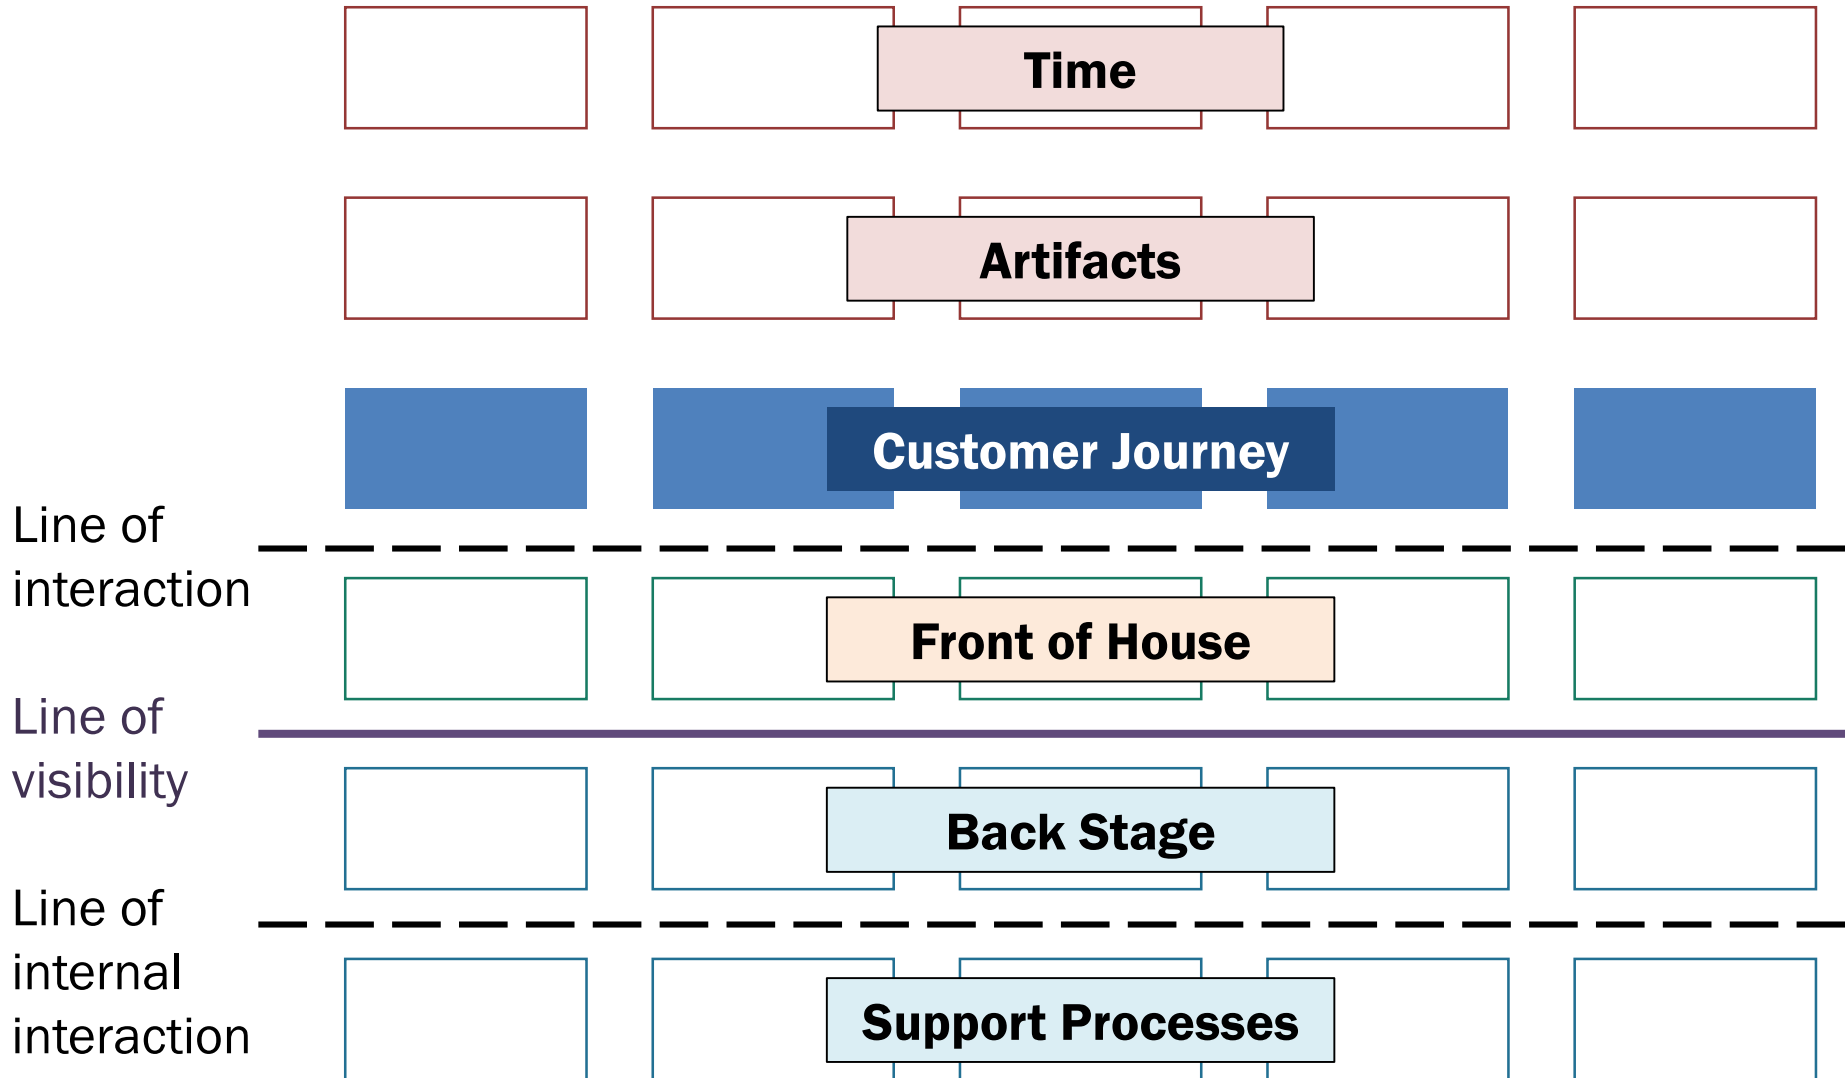 Time
Artifacts
Customer Journey
Line of
interaction
Front of House
Line of
visibility
Back Stage
Line of
internal
interaction
Support Processes